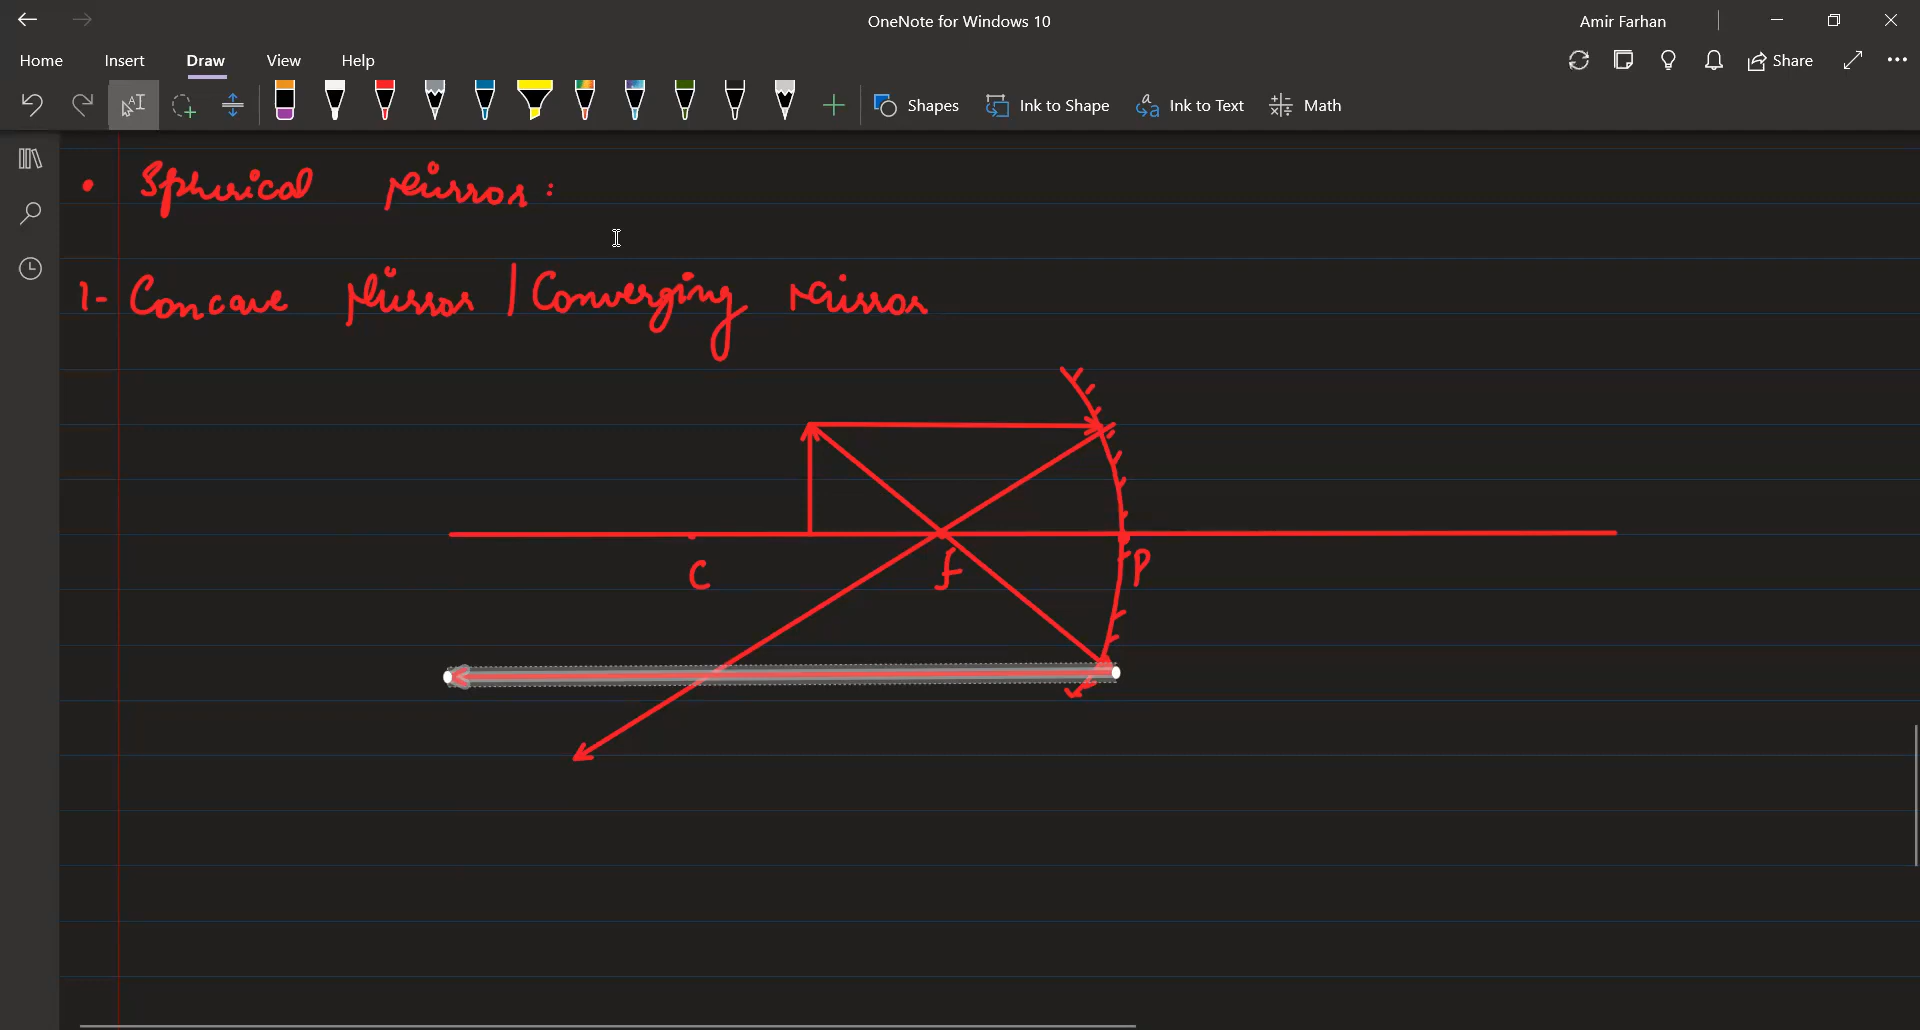 OneNote for Windows 10
Amir Farhan
Home Insert Draw View Help
Share
Shapes Ink to Shape Ink to Text Math
• Spherical Mirror:
1- Concave Mirror | Converging Mirror
C F P